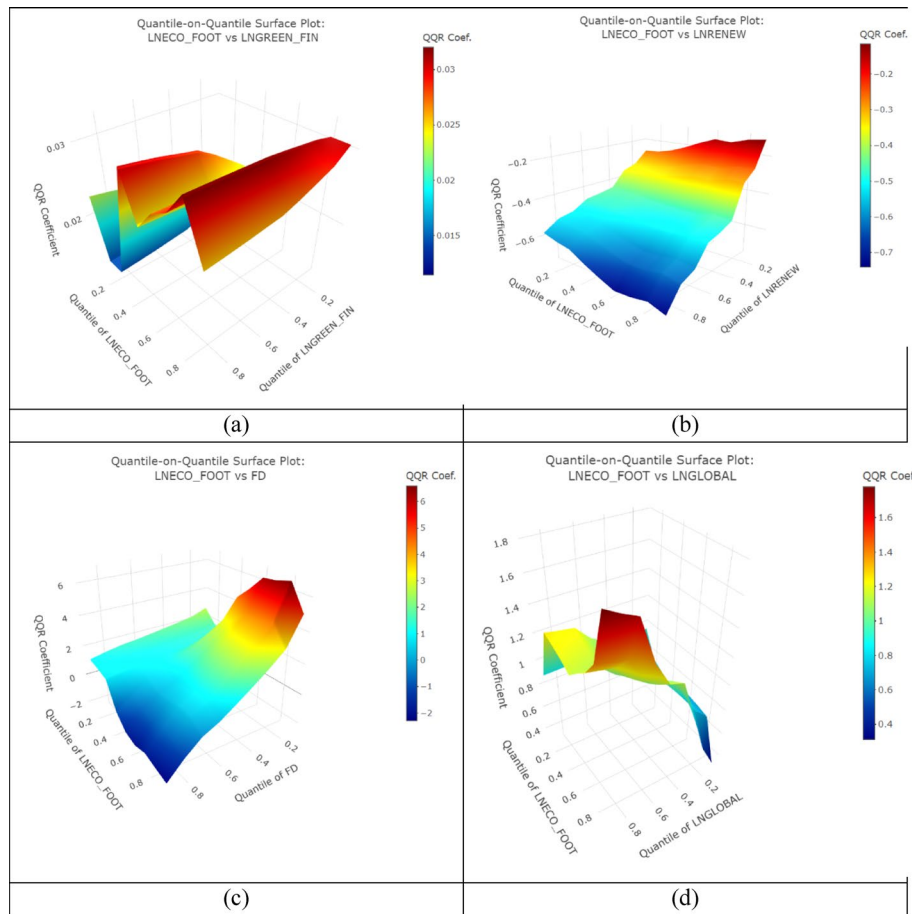 Quantile-on-Quantile Surface Plot:
LNECO_FOOT vs LNGREEN_FIN
QQR Coef.
0.03
0.025
0.02
0.015
0.03
0.02
QQR Coefficient
0.2
0.4
0.6
0.8
Quantile of LNECO_FOOT
0.2
0.4
0.6
0.8
Quantile of LNGREEN_FIN
Quantile-on-Quantile Surface Plot:
LNECO_FOOT vs LNRENEW
QQR Coef.
−0.2
−0.3
−0.4
−0.5
−0.6
−0.7
−0.2
−0.4
−0.6
QQR Coefficient
0.2
0.4
0.6
0.8
Quantile of LNECO_FOOT
0.2
0.4
0.6
0.8
Quantile of LNRENEW
(a)
(b)
Quantile-on-Quantile Surface Plot:
LNECO_FOOT vs FD
QQR Coef.
6
5
4
3
2
1
0
−1
−2
6
4
2
0
−2
QQR Coefficient
0.2
0.4
0.6
0.8
Quantile of LNECO_FOOT
0.2
0.4
0.6
0.8
Quantile of FD
Quantile-on-Quantile Surface Plot:
LNECO_FOOT vs LNGLOBAL
QQR Coef.
1.6
1.4
1.2
1
0.8
0.6
0.4
1.8
1.6
1.4
1.2
1
0.8
0.6
0.4
QQR Coefficient
0.2
0.4
0.6
0.8
Quantile of LNECO_FOOT
0.2
0.4
0.6
0.8
Quantile of LNGLOBAL
(c)
(d)